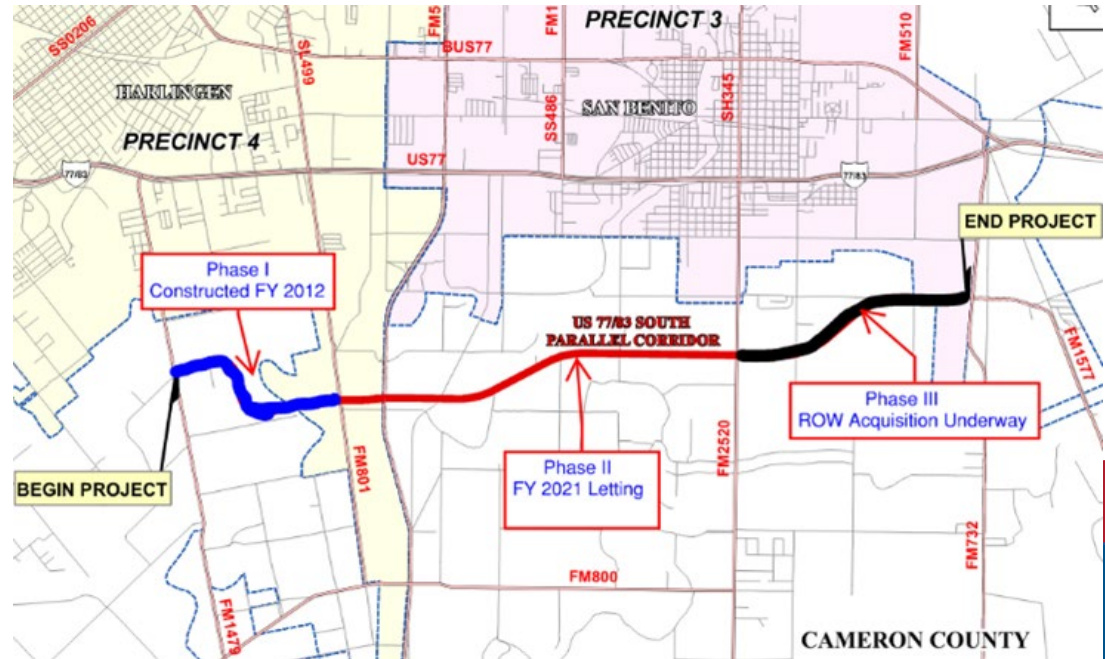 PRECINCT 3
SS0206
SL499
FM5
FM1
FM510
BUS77
HARLINGEN
SAN BENITO
SS486
SH345
PRECINCT 4
US77
77/83
77/83
END PROJECT
Phase I
Constructed FY 2012
US 77/83 SOUTH
PARALLEL CORRIDOR
FM1577
Phase III
ROW Acquisition Underway
BEGIN PROJECT
FM801
Phase II
FY 2021 Letting
FM2520
FM732
FM800
FM1479
CAMERON COUNTY